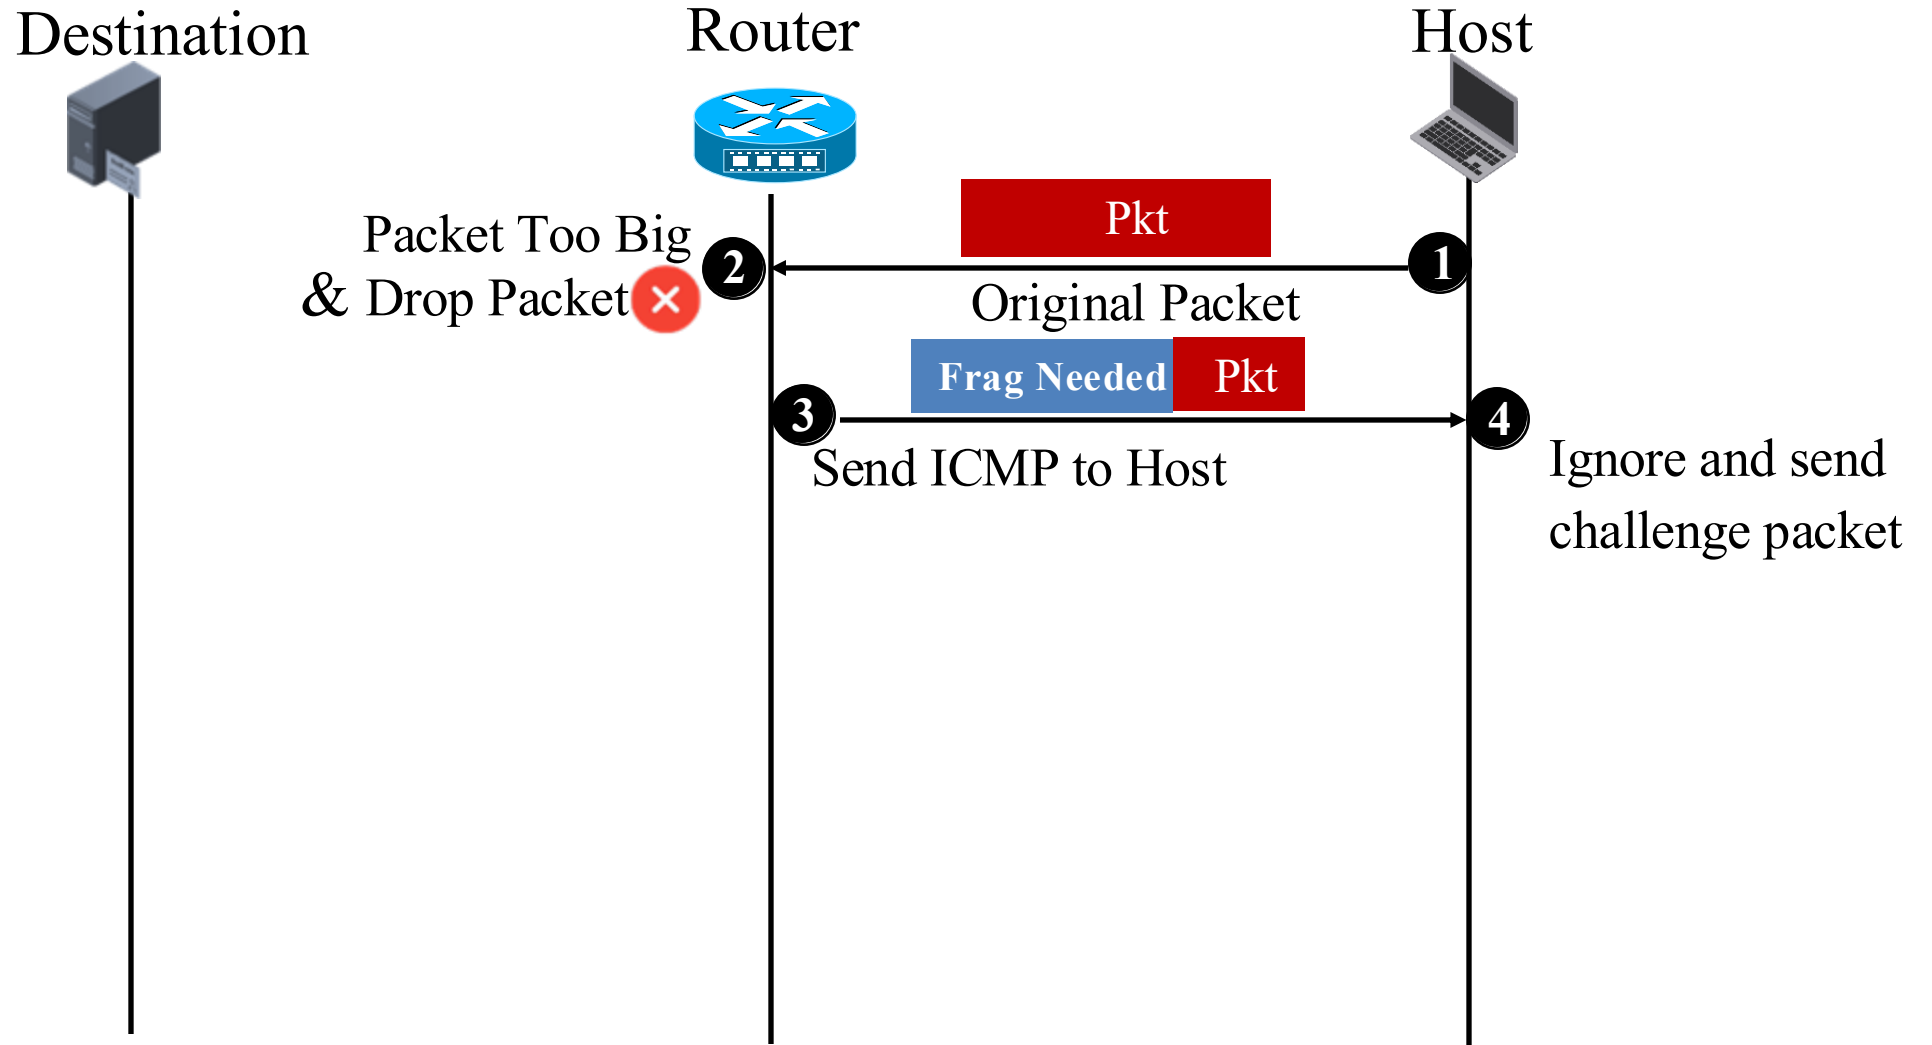 Destination
Router
Host
Pkt
Packet Too Big
& Drop Packet
2
1
Original Packet
Frag Needed
Pkt
3
4
Send ICMP to Host
Ignore and send
challenge packet